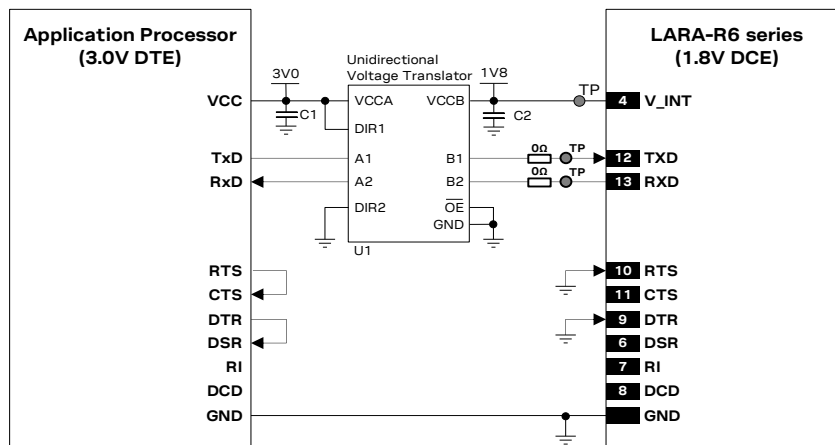 Application Processor
(3.0V DTE)
LARA-R6 series
(1.8V DCE)
Unidirectional
Voltage Translator
3V0
1V8
TP
VCC
VCCA
VCCB
4
V_INT
C1
C2
DIR1
0Ω
TP
TxD
A1
B1
12
TXD
0Ω
RxD
A2
B2
TP
13
RXD
DIR2
OE
GND
U1
RTS
10
RTS
CTS
11
CTS
DTR
9
DTR
DSR
6
DSR
RI
7
RI
DCD
8
DCD
GND
GND